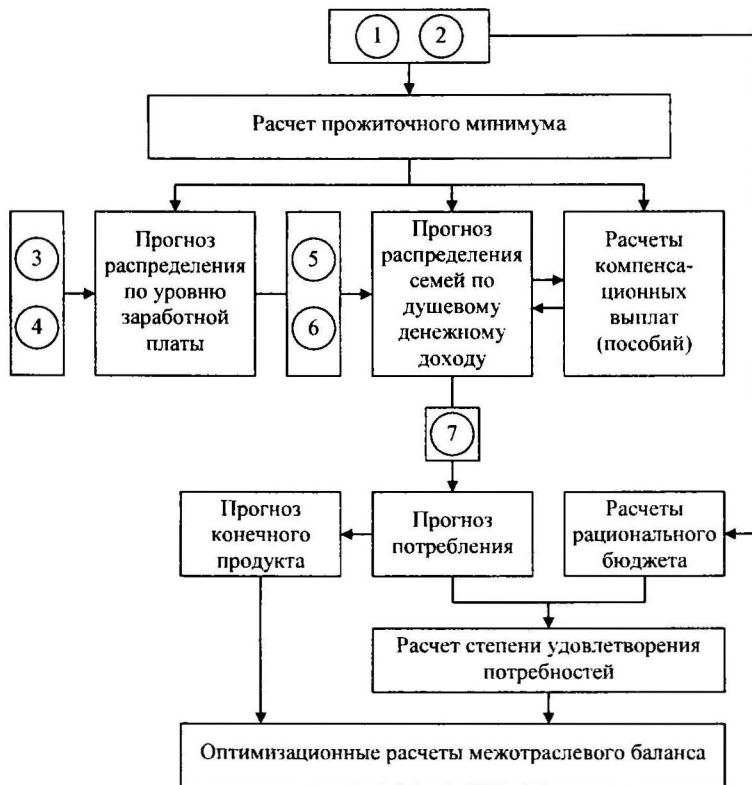 1 2
Расчет прожиточного минимума
3
4
Прогноз
распределения
по уровню
заработной
платы
5
6
Прогноз
распределения
семей по
душевому
денежному
доходу
Расчеты
компенса-
ционных
выплат
(пособий)
7
Прогноз
конечного
продукта
Прогноз
потребления
Расчеты
рационального
бюджета
Расчет степени удовлетворения
потребностей
Оптимизационные расчеты межотраслевого баланса